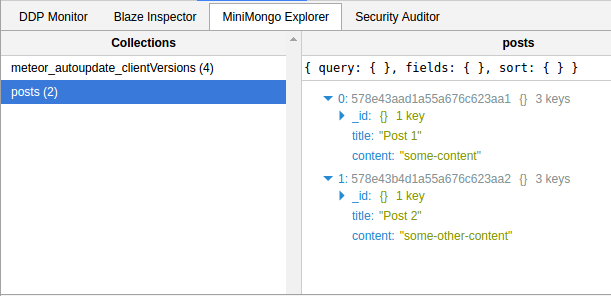 DDP Monitor Blaze Inspector MiniMongo Explorer Security Auditor
Collections
meteor_autoupdate_clientVersions (4)
posts (2)
posts
{ query: { }, fields: { }, sort: { } }
0: 578e43aad1a55a676c623aa1 {} 3 keys
_id: {} 1 key
title: "Post 1"
content: "some-content"
1: 578e43b4d1a55a676c623aa2 {} 3 keys
_id: {} 1 key
title: "Post 2"
content: "some-other-content"